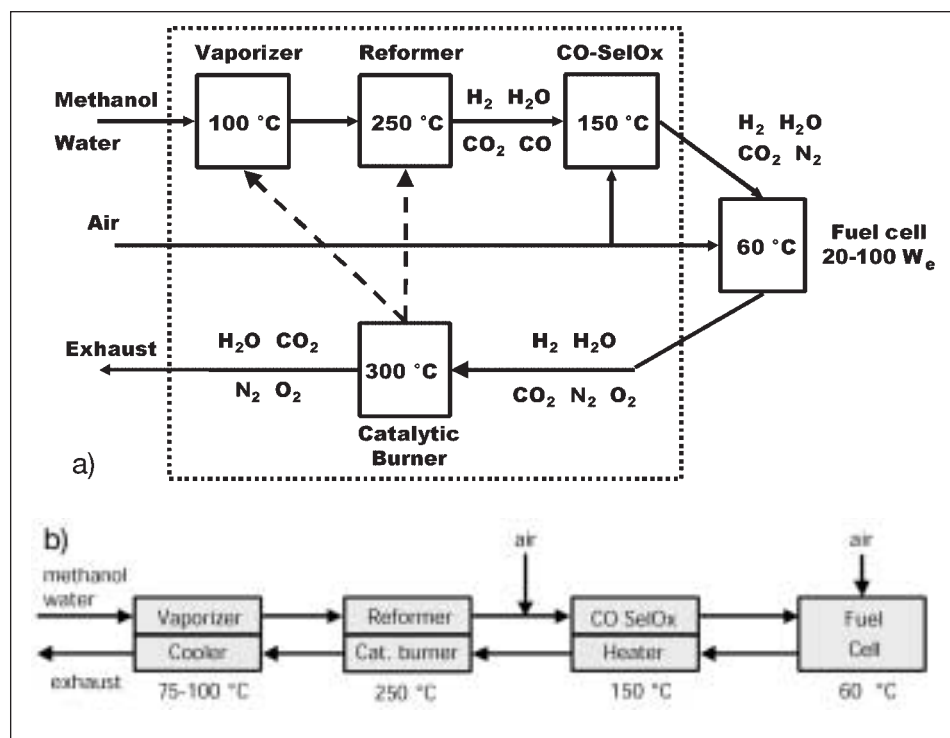 Vaporizer Reformer CO-SelOx
Methanol
Water
100 °C
250 °C
H₂ H₂O
CO₂ CO
150 °C
H₂ H₂O
CO₂ N₂
Air
60 °C
Fuel cell
20-100 Wₑ
Exhaust
H₂O CO₂
N₂ O₂
300 °C
H₂ H₂O
CO₂ N₂ O₂
Catalytic
Burner
a)
b)
air air
methanol
water
Vaporizer Reformer CO SelOx Fuel
Cooler Cat. burner Heater Cell
exhaust
75-100 °C 250 °C 150 °C 60 °C